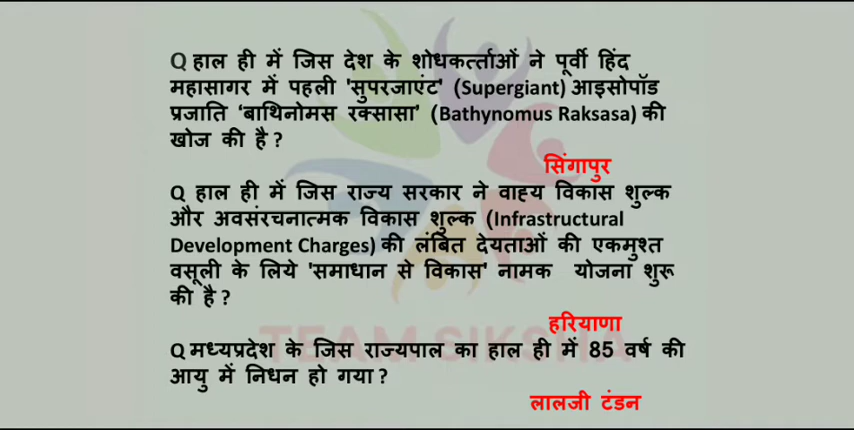 Q हाल ही में जिस देश के शोधकर्त्ताओं ने पूर्वी हिंद
महासागर में पहली 'सुपरजाएंट' (Supergiant) आइसोपॉड
प्रजाति ‘बाथिनोमस रक्सासा’ (Bathynomus Raksasa) की
खोज की है ?
सिंगापुर
Q हाल ही में जिस राज्य सरकार ने वाह्य विकास शुल्क
और अवसंरचनात्मक विकास शुल्क (Infrastructural
Development Charges) की लंबित देयताओं की एकमुश्त
वसूली के लिये 'समाधान से विकास' नामक योजना शुरू
की है ?
हरियाणा
Q मध्यप्रदेश के जिस राज्यपाल का हाल ही में 85 वर्ष की
आयु में निधन हो गया ?
लालजी टंडन
TEAM SIKSHA